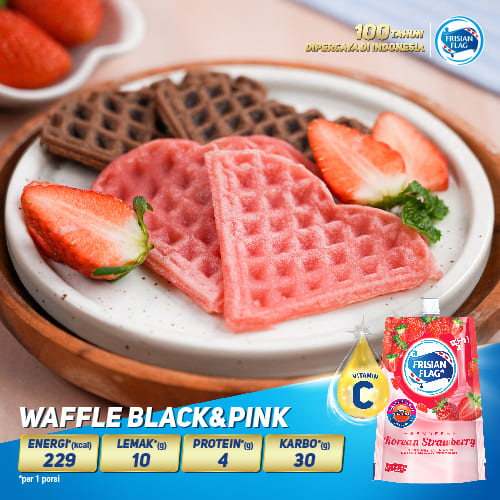 100 TAHUN
DIPERCAYA DI INDONESIA
FRISIAN
FLAG
VITAMIN
C
FRISIAN
FLAG
Korean Strawberry
WAFFLE BLACK&PINK
ENERGI*(kcal)
229
LEMAK*(g)
10
PROTEIN*(g)
4
KARBO*(g)
30
*per 1 porsi